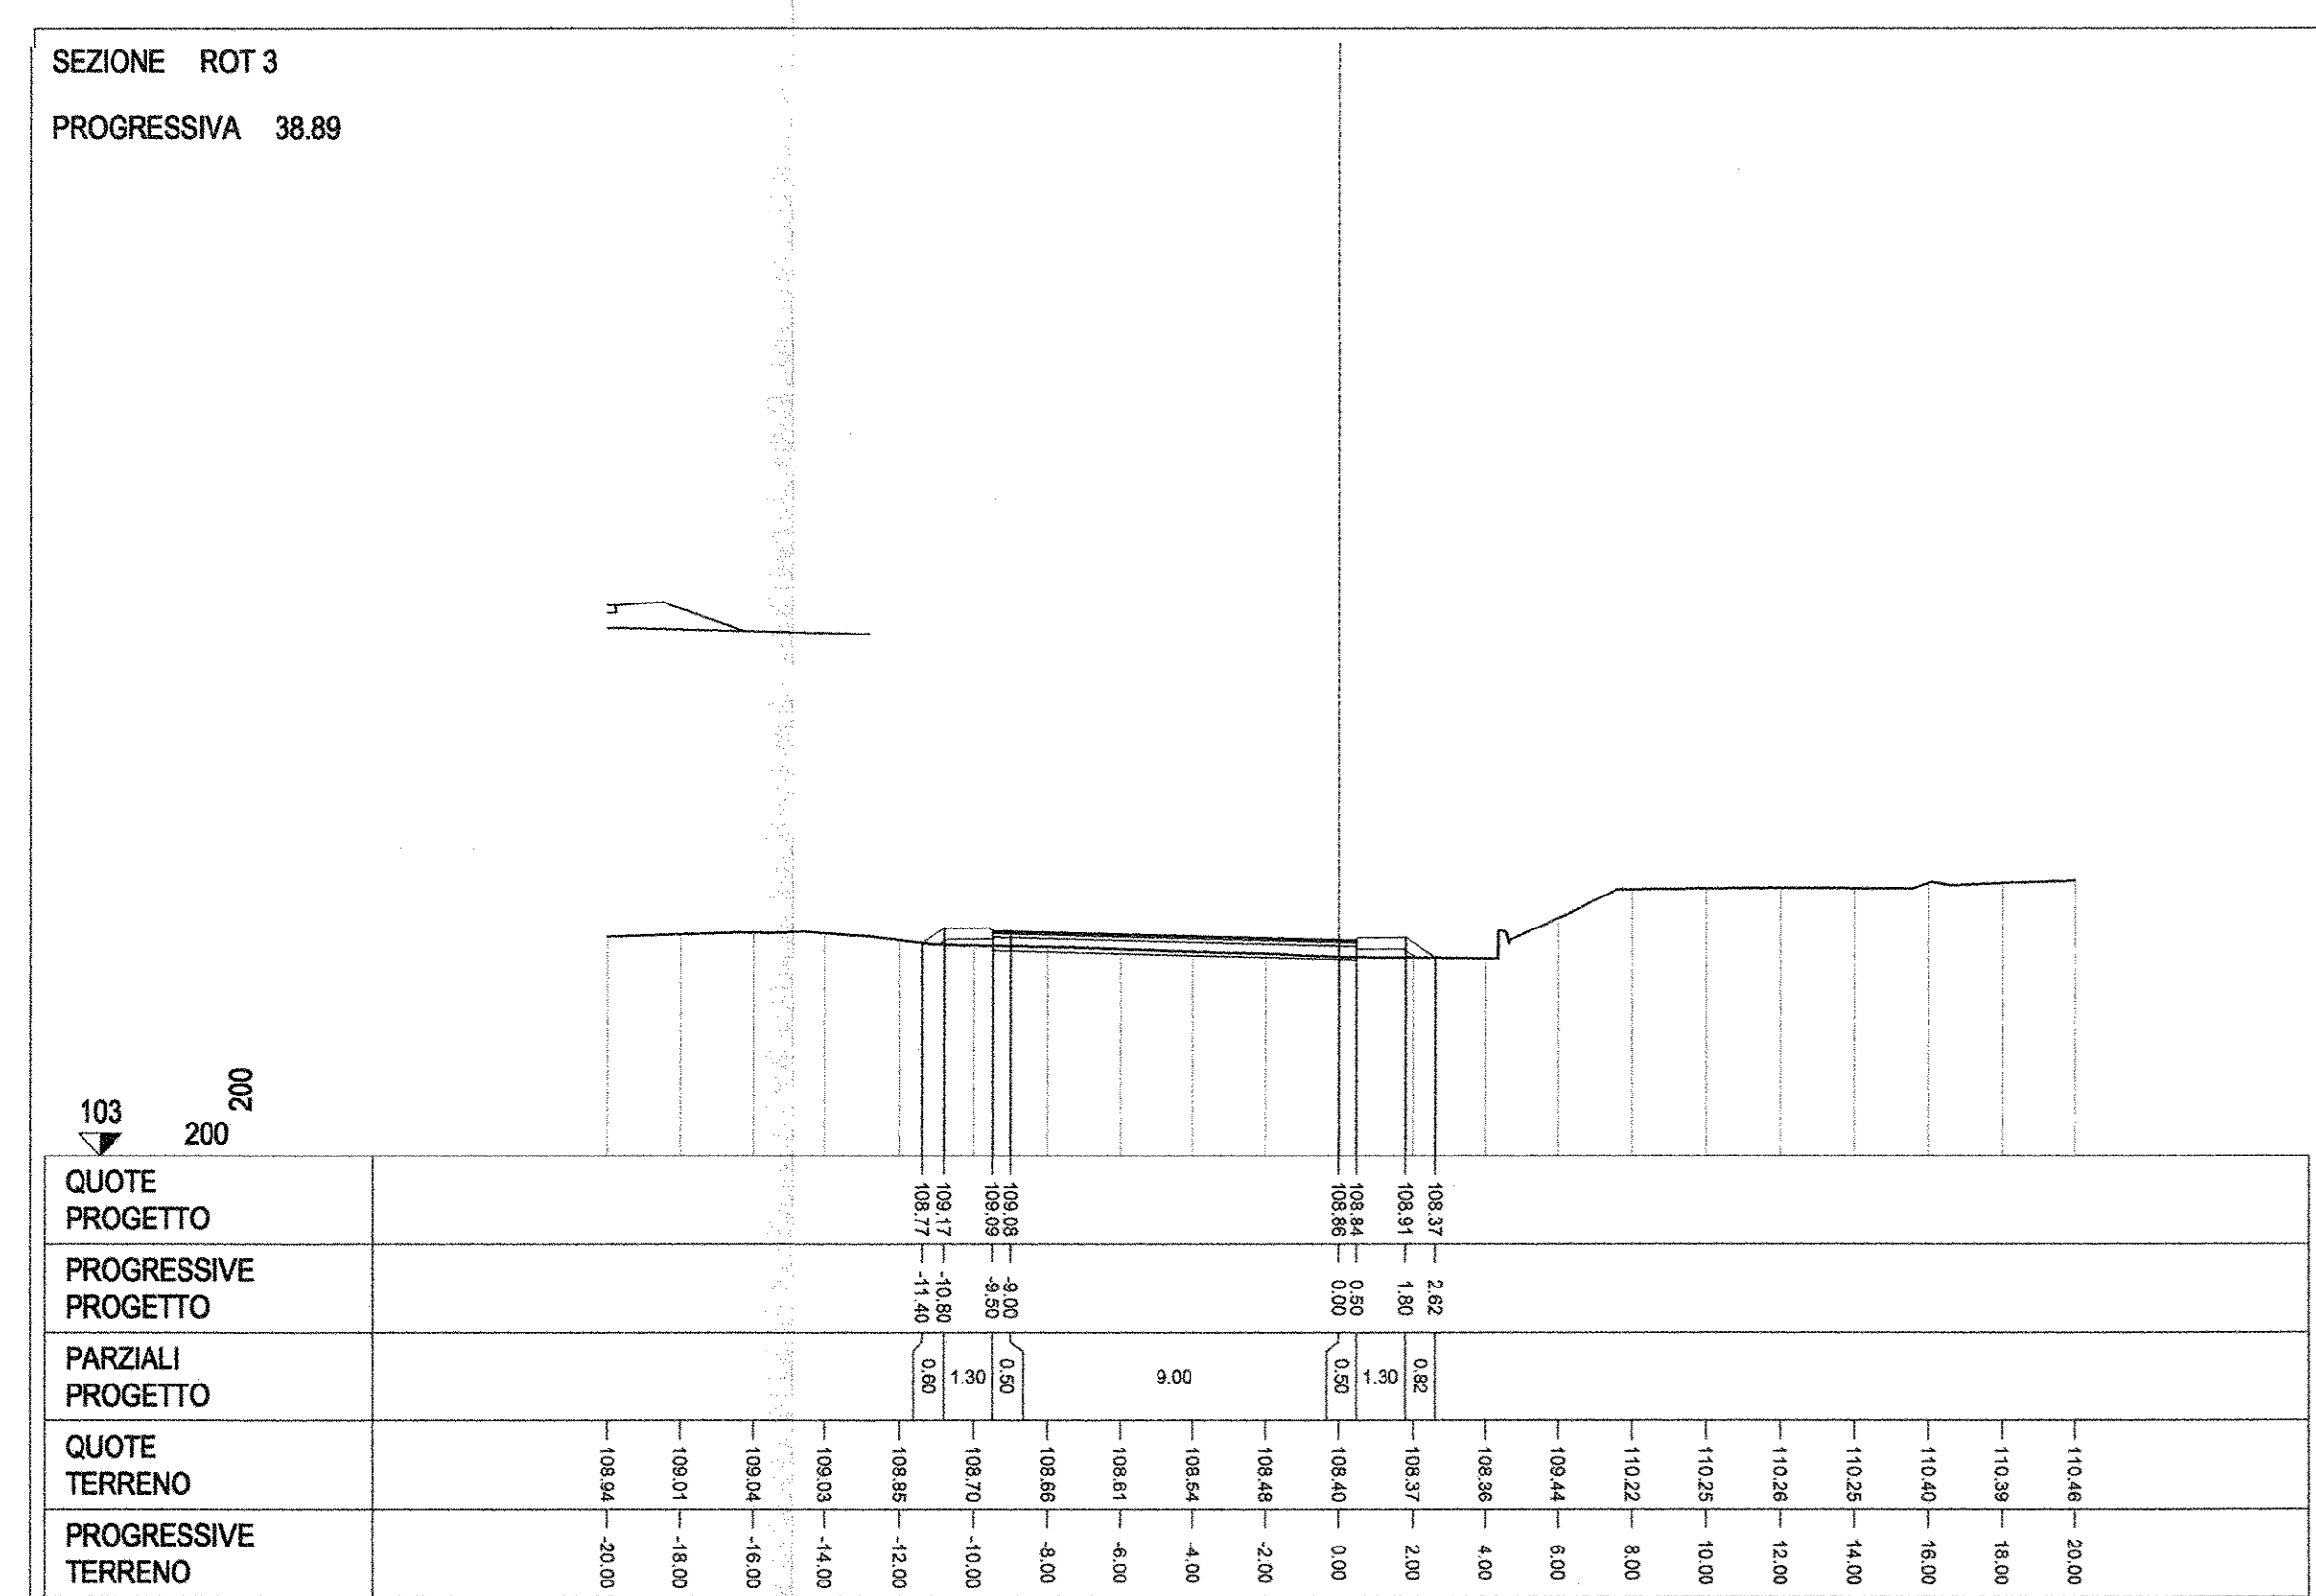 SEZIONE ROT 3
PROGRESSIVA 38.89
200
103
200
QUOTE
PROGETTO
108.77 109.17 109.09 109.08 108.86 108.84 108.91 108.37
PROGRESSIVE
PROGETTO
-11.40 -10.80 -9.50 -9.00 0.00 0.50 1.80 2.62
PARZIALI
PROGETTO
0.60 1.30 0.50 9.00 0.50 1.30 0.82
QUOTE
TERRENO
108.94 109.01 109.04 109.03 108.85 108.70 108.66 108.61 108.54 108.48 108.40 108.37 108.36 109.44 110.22 110.25 110.26 110.25 110.40 110.39 110.46
PROGRESSIVE
TERRENO
-20.00 -18.00 -16.00 -14.00 -12.00 -10.00 -8.00 -6.00 -4.00 -2.00 0.00 2.00 4.00 6.00 8.00 10.00 12.00 14.00 16.00 18.00 20.00